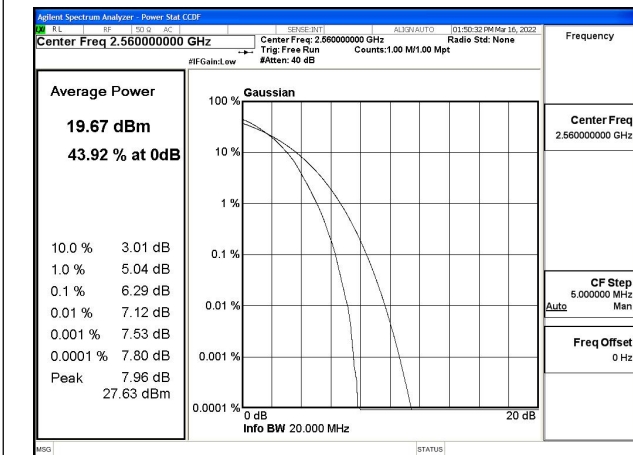 Agilent Spectrum Analyzer - Power Stat CCDF
RL RF 50 Ω AC SENSE:INT ALIGN AUTO 01:50:32 PM Mar 16, 2022
Center Freq 2.560000000 GHz
Center Freq: 2.560000000 GHz Radio Std: None
Trig: Free Run Counts:1.00 M/1.00 Mpt
#IFGain:Low #Atten: 40 dB
Frequency
Average Power
19.67 dBm
43.92 % at 0dB
10.0 % 3.01 dB
1.0 % 5.04 dB
0.1 % 6.29 dB
0.01 % 7.12 dB
0.001 % 7.53 dB
0.0001 % 7.80 dB
Peak 7.96 dB
27.63 dBm
Gaussian
100 %
10 %
1 %
0.1 %
0.01 %
0.001 %
0.0001 %
0 dB 20 dB
Info BW 20.000 MHz
Center Freq
2.560000000 GHz
CF Step
5.000000 MHz
Auto Man
Freq Offset
0 Hz
MSG STATUS